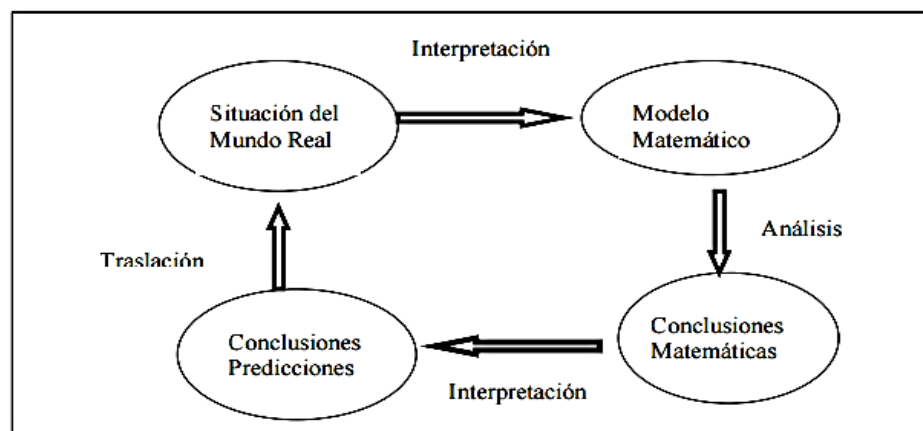 Interpretación
Situación del
Mundo Real
Modelo
Matemático
Análisis
Traslación
Conclusiones
Predicciones
Conclusiones
Matemáticas
Interpretación